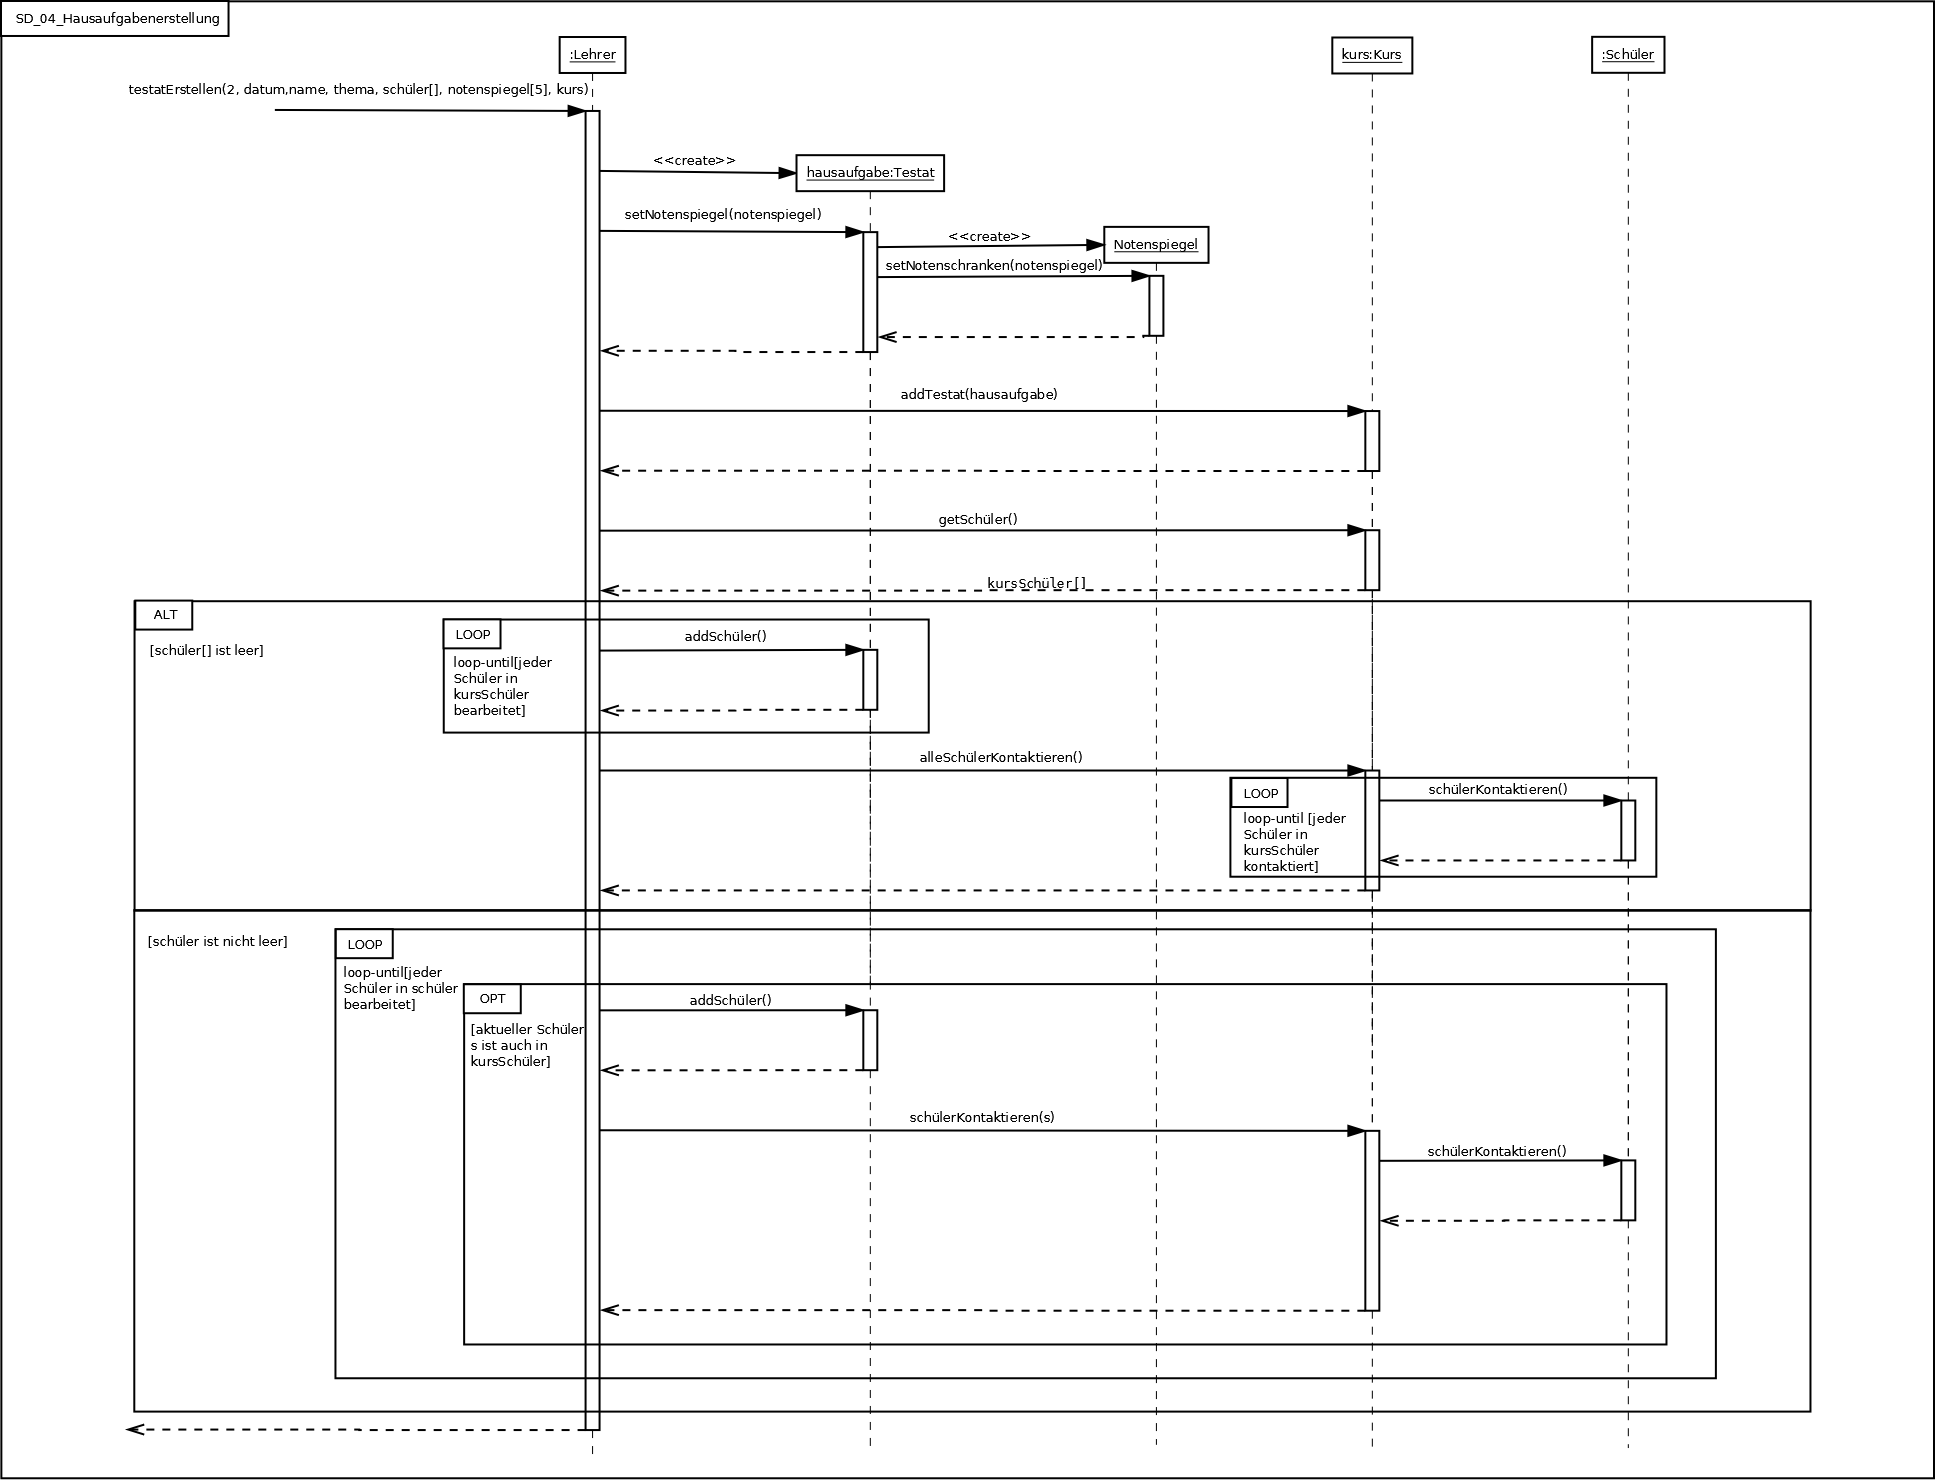 SD_04_Hausaufgabenerstellung
:Lehrer
kurs:Kurs
:Schüler
testatErstellen(2, datum,name, thema, schüler[], notenspiegel[5], kurs)
<<create>>
hausaufgabe:Testat
setNotenspiegel(notenspiegel)
<<create>>
Notenspiegel
setNotenschranken(notenspiegel)
addTestat(hausaufgabe)
getSchüler()
kursSchüler[]
ALT
[schüler[] ist leer]
LOOP
loop-until[jeder
Schüler in
kursSchüler
bearbeitet]
addSchüler()
alleSchülerKontaktieren()
LOOP
loop-until [jeder
Schüler in
kursSchüler
kontaktiert]
schülerKontaktieren()
[schüler ist nicht leer]
LOOP
loop-until[jeder
Schüler in schüler
bearbeitet]
OPT
[aktueller Schüler
s ist auch in
kursSchüler]
addSchüler()
schülerKontaktieren(s)
schülerKontaktieren()